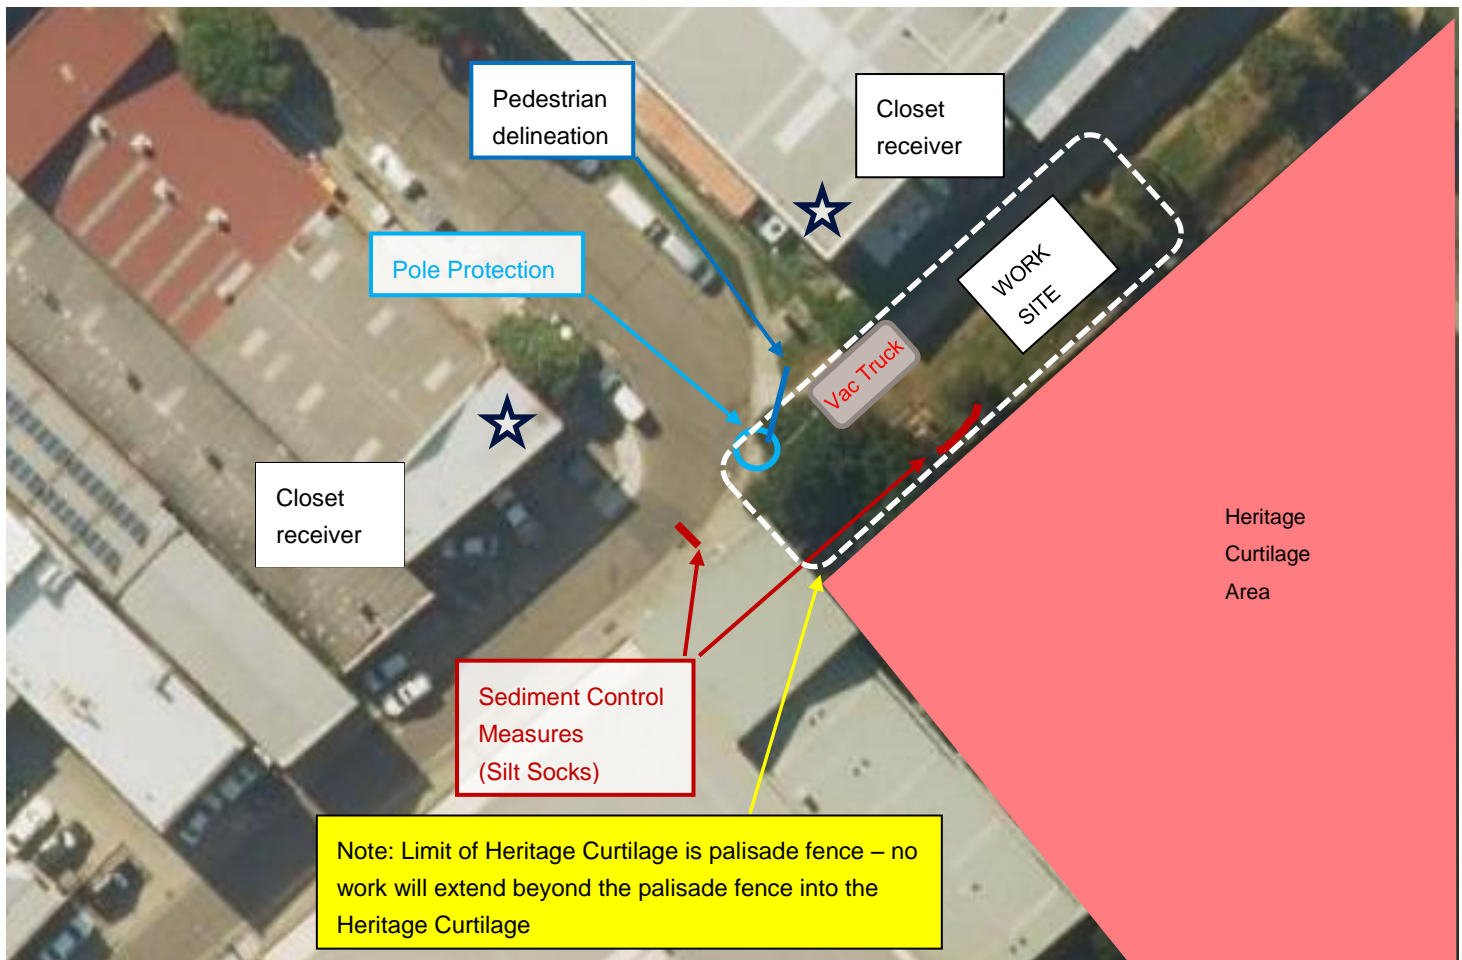 Pedestrian
delineation
Closet
receiver
Pole Protection
WORK
SITE
Vac Truck
Closet
receiver
Heritage
Curtilage
Area
Sediment Control
Measures
(Silt Socks)
Note: Limit of Heritage Curtilage is palisade fence – no
work will extend beyond the palisade fence into the
Heritage Curtilage